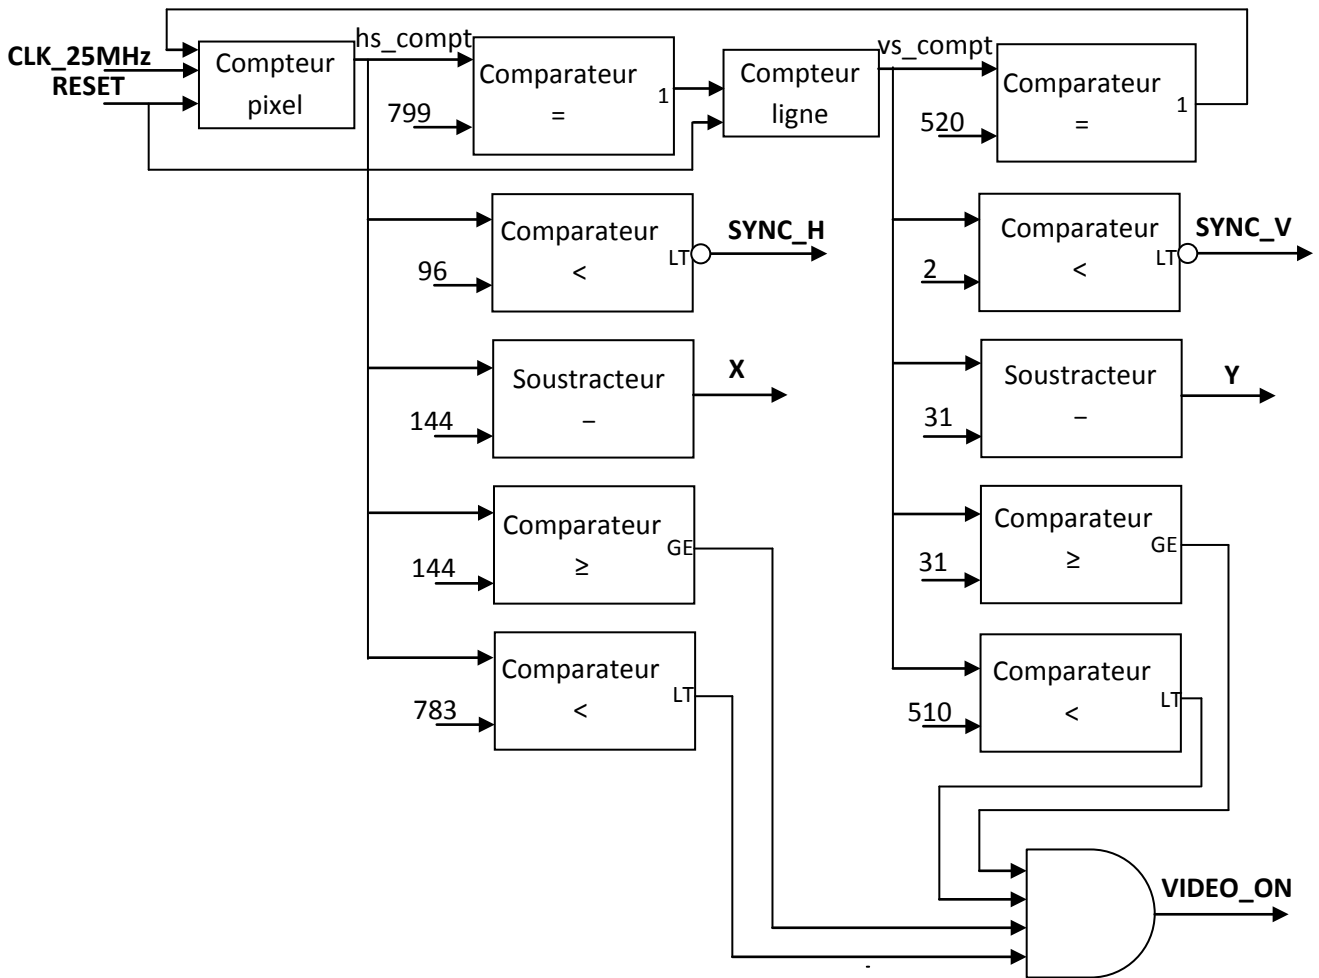 CLK_25MHz
RESET
Compteur
pixel
hs_compt
799
Comparateur
=
1
Compteur
ligne
vs_compt
520
Comparateur
=
1
96
Comparateur
<
LT
SYNC_H
2
Comparateur
<
LT
SYNC_V
144
Soustracteur
–
X
31
Soustracteur
–
Y
144
Comparateur
≥
GE
31
Comparateur
≥
GE
783
Comparateur
<
LT
510
Comparateur
<
LT
VIDEO_ON
-